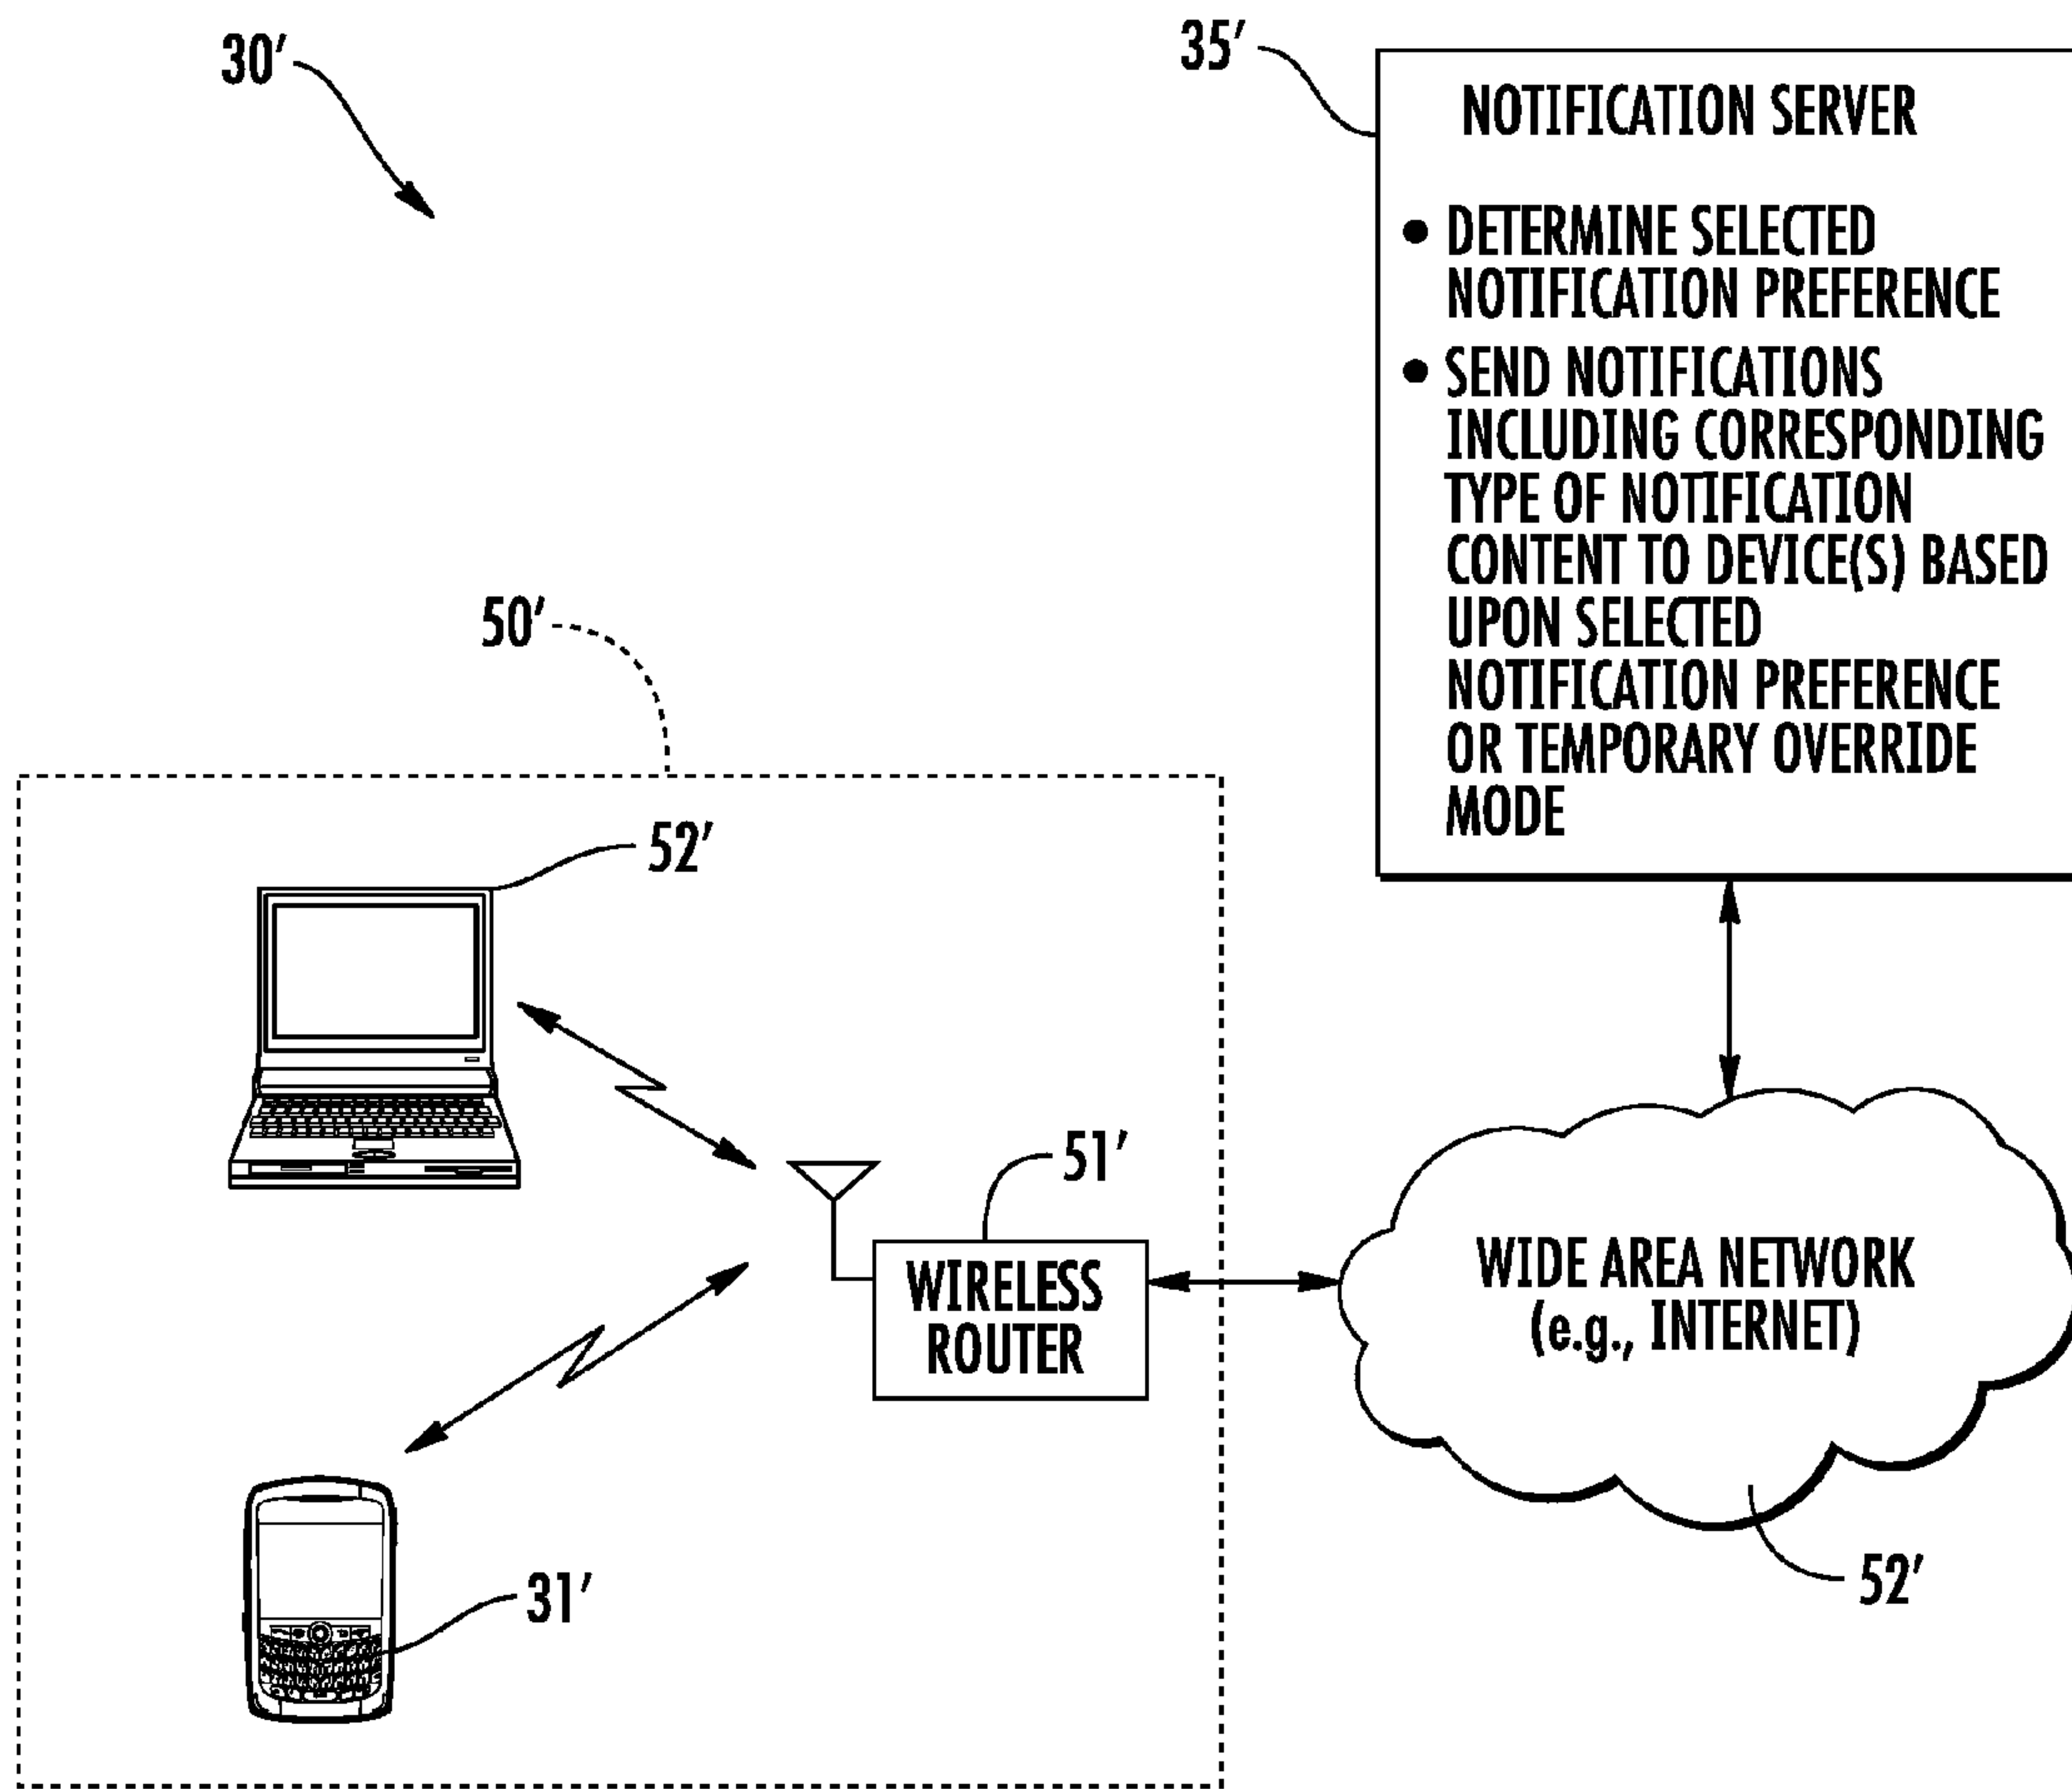 30′
35′
NOTIFICATION SERVER
● DETERMINE SELECTED
NOTIFICATION PREFERENCE
● SEND NOTIFICATIONS
INCLUDING CORRESPONDING
TYPE OF NOTIFICATION
CONTENT TO DEVICE(S) BASED
UPON SELECTED
NOTIFICATION PREFERENCE
OR TEMPORARY OVERRIDE
MODE
50′
52′
51′
WIRELESS
ROUTER
WIDE AREA NETWORK
(e.g., INTERNET)
52′
31′